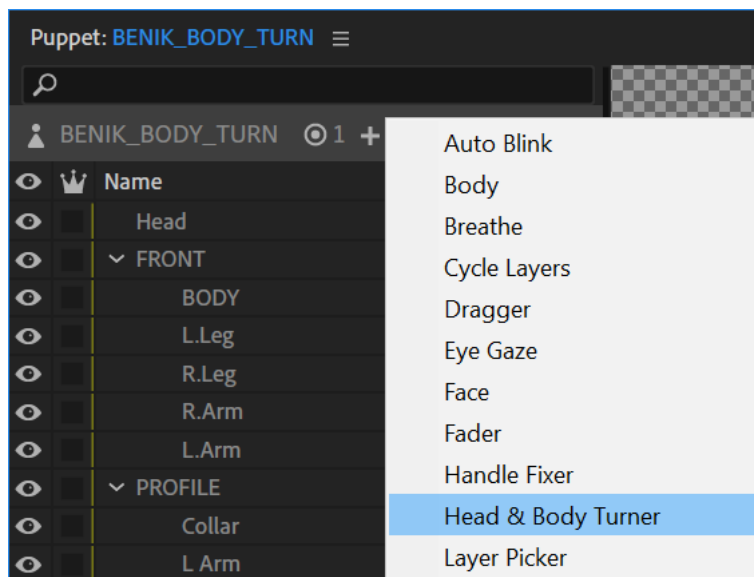 Puppet: BENIK_BODY_TURN
BENIK_BODY_TURN 1 +
Name
Head
FRONT
BODY
L.Leg
R.Leg
R.Arm
L.Arm
PROFILE
Collar
L Arm
Auto Blink
Body
Breathe
Cycle Layers
Dragger
Eye Gaze
Face
Fader
Handle Fixer
Head & Body Turner
Layer Picker